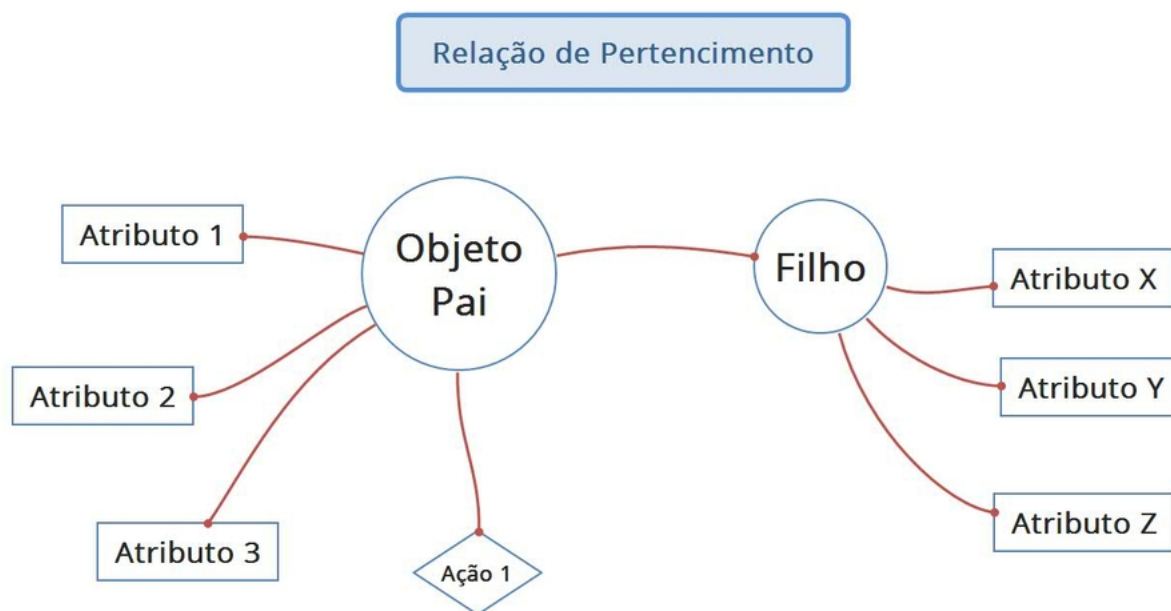 Relação de Pertencimento
Atributo 1
Objeto
Pai
Filho
Atributo X
Atributo 2
Atributo Y
Atributo 3
Ação 1
Atributo Z